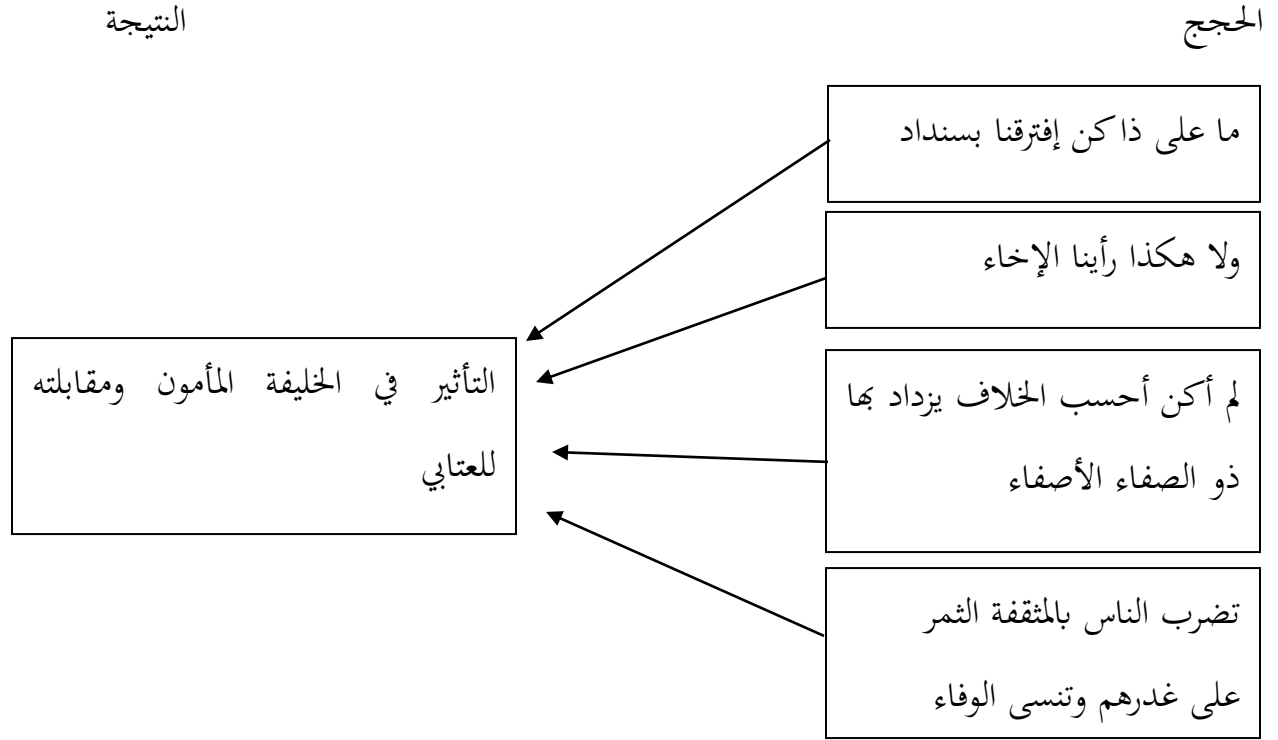 الحجج
النتيجة
ما على ذا كن إفترقنا بسنداد
ولا هكذا رأينا الإخاء
لم أكن أحسب الخلاف يزداد بها
ذو الصفاء الأصفاء
تضرب الناس بالمثقفة الثمر
على غدرهم وتنسى الوفاء
التأثير في الخليفة المأمون ومقابلته
للعتابي